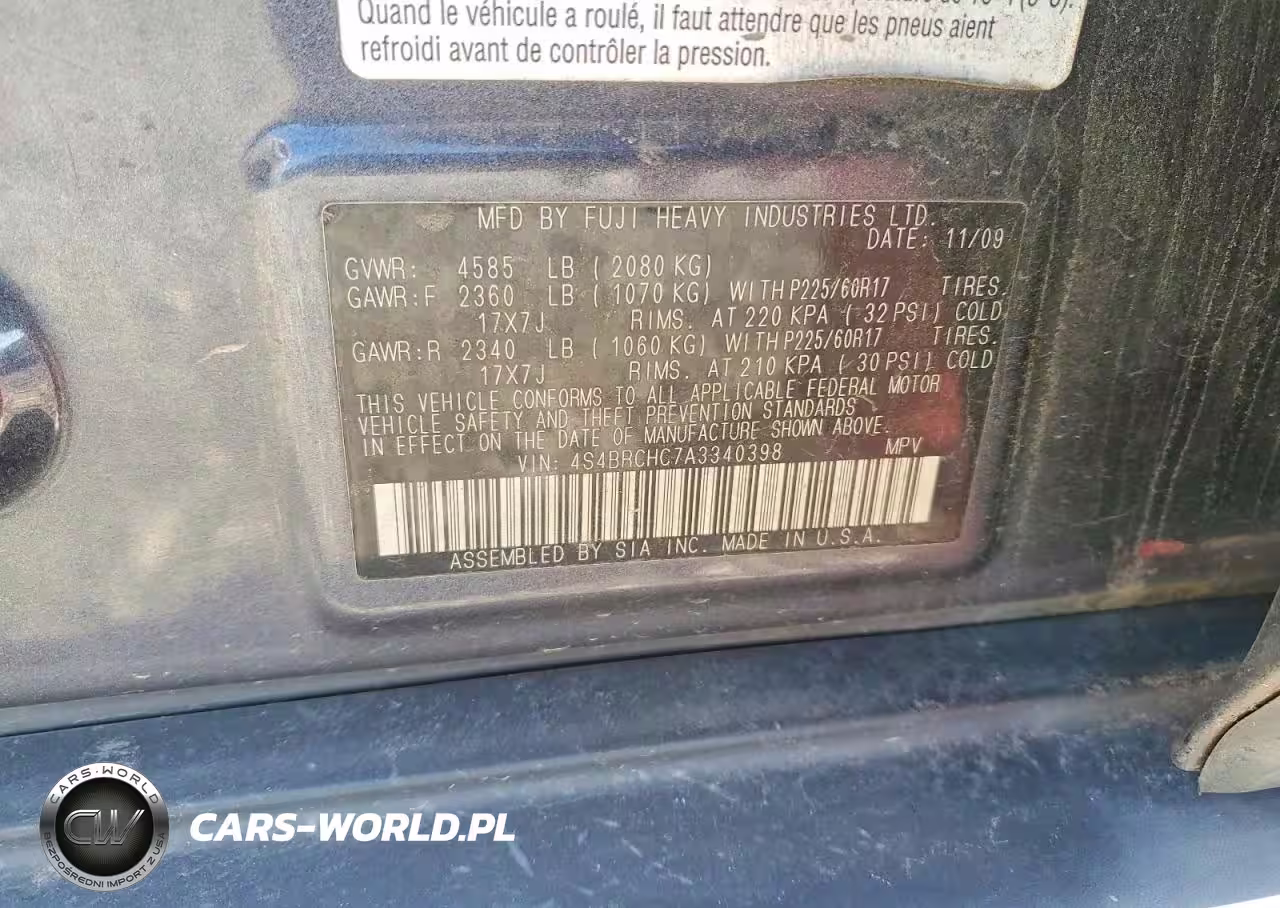 Quand le véhicule a roulé, il faut attendre que les pneus aient
refroidi avant de contrôler la pression.
MFD BY FUJI HEAVY INDUSTRIES LTD.
DATE: 11/09
GVWR: 4585 LB (2080 KG)
GAWR:F 2360 LB (1070 KG) WITH P225/60R17 TIRES.
17X7J RIMS. AT 220 KPA (32 PSI) COLD
GAWR:R 2340 LB (1060 KG) WITH P225/60R17 TIRES.
17X7J RIMS. AT 210 KPA (30 PSI) COLD
THIS VEHICLE CONFORMS TO ALL APPLICABLE FEDERAL MOTOR
VEHICLE SAFETY AND THEFT PREVENTION STANDARDS
IN EFFECT ON THE DATE OF MANUFACTURE SHOWN ABOVE.
VIN: 4S4BRCHC7A3340398 MPV
ASSEMBLED BY SIA INC. MADE IN U.S.A.
CARS-WORLD
CW
BEZPOŚREDNI IMPORT Z USA
CARS-WORLD.PL